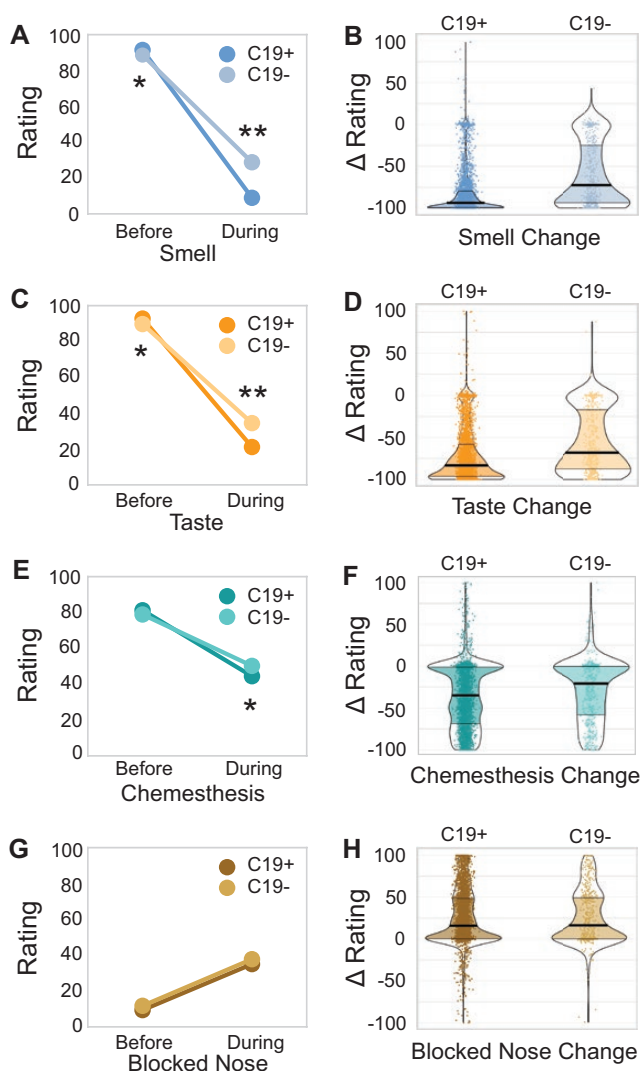 A
100
80
60
40
20
0
Rating
C19+
C19-
*
**
Before During
Smell
B
C19+ C19-
100
50
0
-50
-100
Δ Rating
Smell Change
C
100
80
60
40
20
0
Rating
C19+
C19-
*
**
Before During
Taste
D
C19+ C19-
100
50
0
-50
-100
Δ Rating
Taste Change
E
100
80
60
40
20
0
Rating
C19+
C19-
*
Before During
Chemesthesis
F
C19+ C19-
100
50
0
-50
-100
Δ Rating
Chemesthesis Change
G
100
80
60
40
20
0
Rating
C19+
C19-
Before During
Blocked Nose
H
C19+ C19-
100
50
0
-50
-100
Δ Rating
Blocked Nose Change